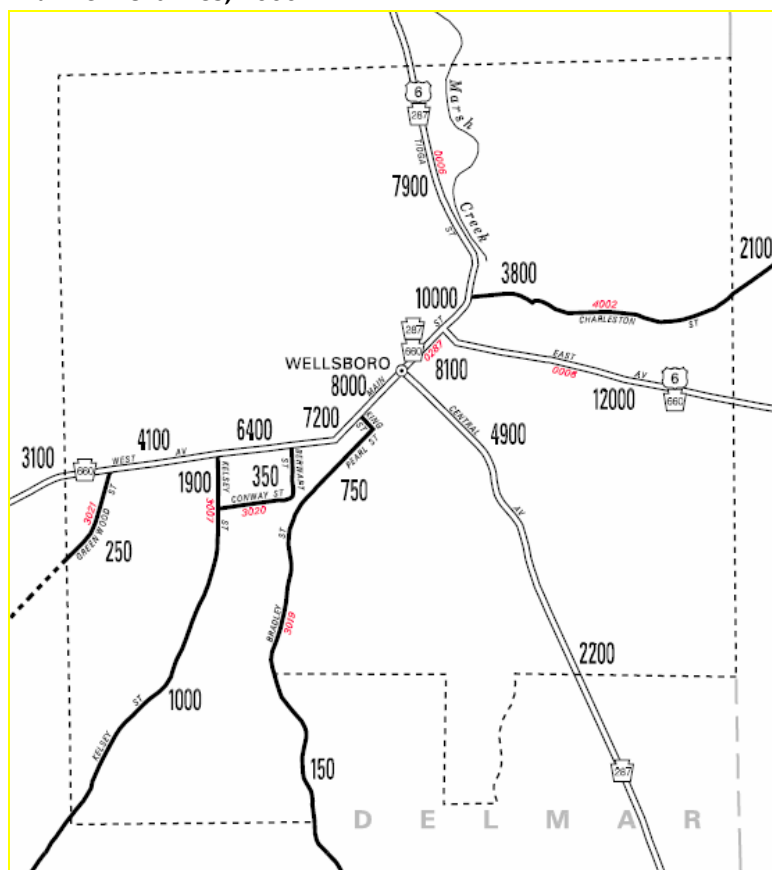 6
287
Marsh
Creek
TIOGA
ST
0006
7900
2100
3800
4002
CHARLESTON
ST
10000
ST
287
660
0287
WELLSBORO
8100
EAST
AV
0006
12000
6
660
8000
MAIN
7200
KING
ST
PEARL ST
CENTRAL
AV
4900
6400
4100
3100
660
WEST
AV
1900
KELSEY
ST
3007
350
BERWANT
ST
CONWAY ST
3020
750
3021
GREENWOOD
ST
250
ST
BRADLEY
3019
2200
1000
ST
KELSEY
150
287
DELMAR